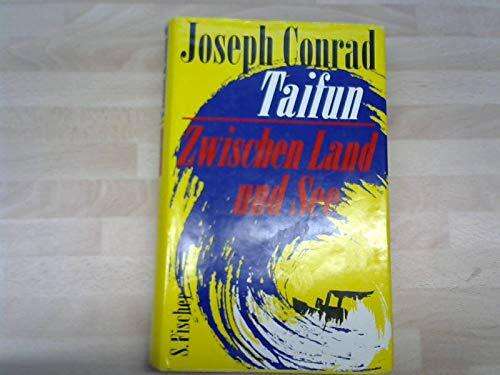 Joseph Conrad
Taifun
Zwischen Land
und See
S. Fischer